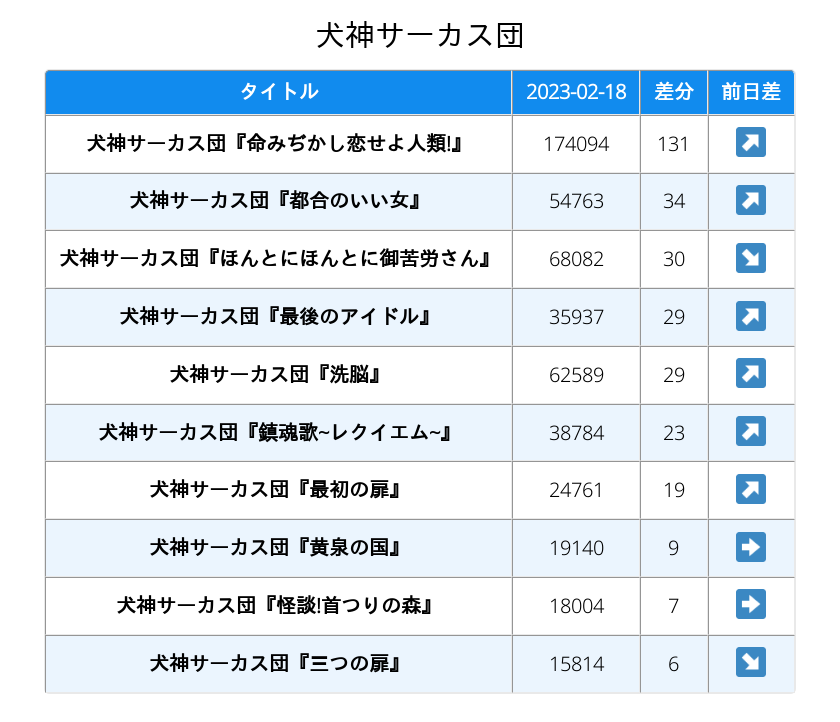 犬神サーカス団
タイトル 2023-02-18 差分 前日差
犬神サーカス団『命みぢかし恋せよ人類!』 174094 131 ↗
犬神サーカス団『都合のいい女』 54763 34 ↗
犬神サーカス団『ほんとにほんとに御苦労さん』 68082 30 ↘
犬神サーカス団『最後のアイドル』 35937 29 ↗
犬神サーカス団『洗脳』 62589 29 ↗
犬神サーカス団『鎮魂歌~レクイエム~』 38784 23 ↗
犬神サーカス団『最初の扉』 24761 19 ↗
犬神サーカス団『黄泉の国』 19140 9 ➡
犬神サーカス団『怪談!首つりの森』 18004 7 ➡
犬神サーカス団『三つの扉』 15814 6 ↘